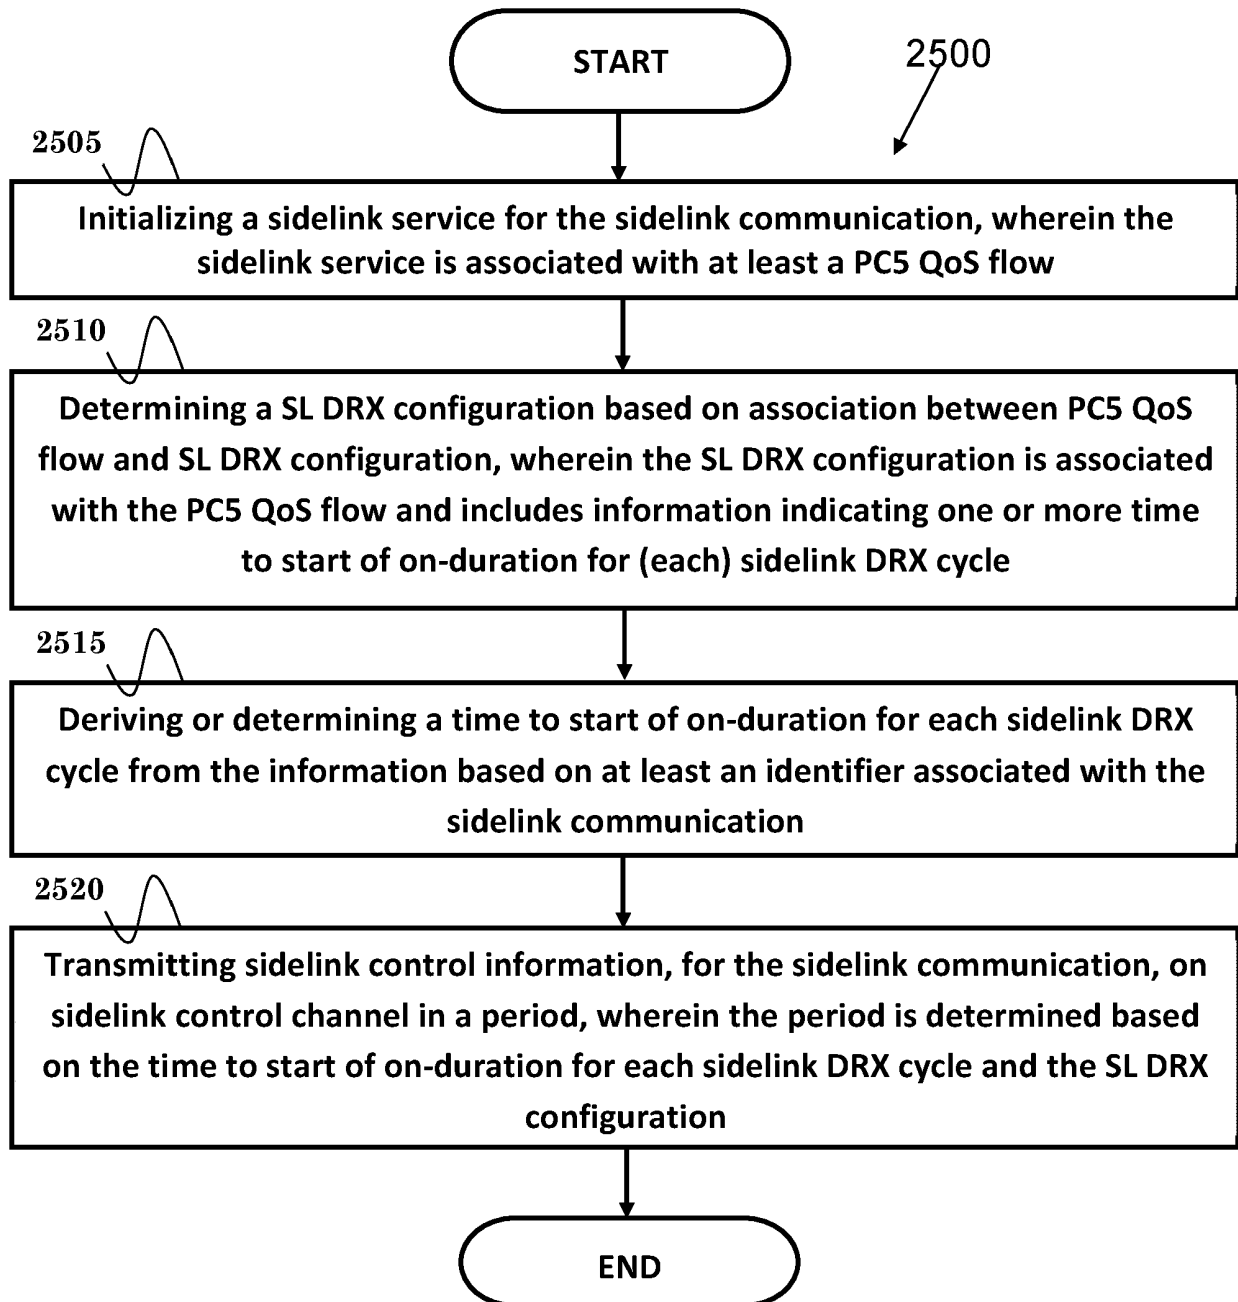 START
2500
2505
Initializing a sidelink service for the sidelink communication, wherein the
sidelink service is associated with at least a PC5 QoS flow
2510
Determining a SL DRX configuration based on association between PC5 QoS
flow and SL DRX configuration, wherein the SL DRX configuration is associated
with the PC5 QoS flow and includes information indicating one or more time
to start of on-duration for (each) sidelink DRX cycle
2515
Deriving or determining a time to start of on-duration for each sidelink DRX
cycle from the information based on at least an identifier associated with the
sidelink communication
2520
Transmitting sidelink control information, for the sidelink communication, on
sidelink control channel in a period, wherein the period is determined based
on the time to start of on-duration for each sidelink DRX cycle and the SL DRX
configuration
END